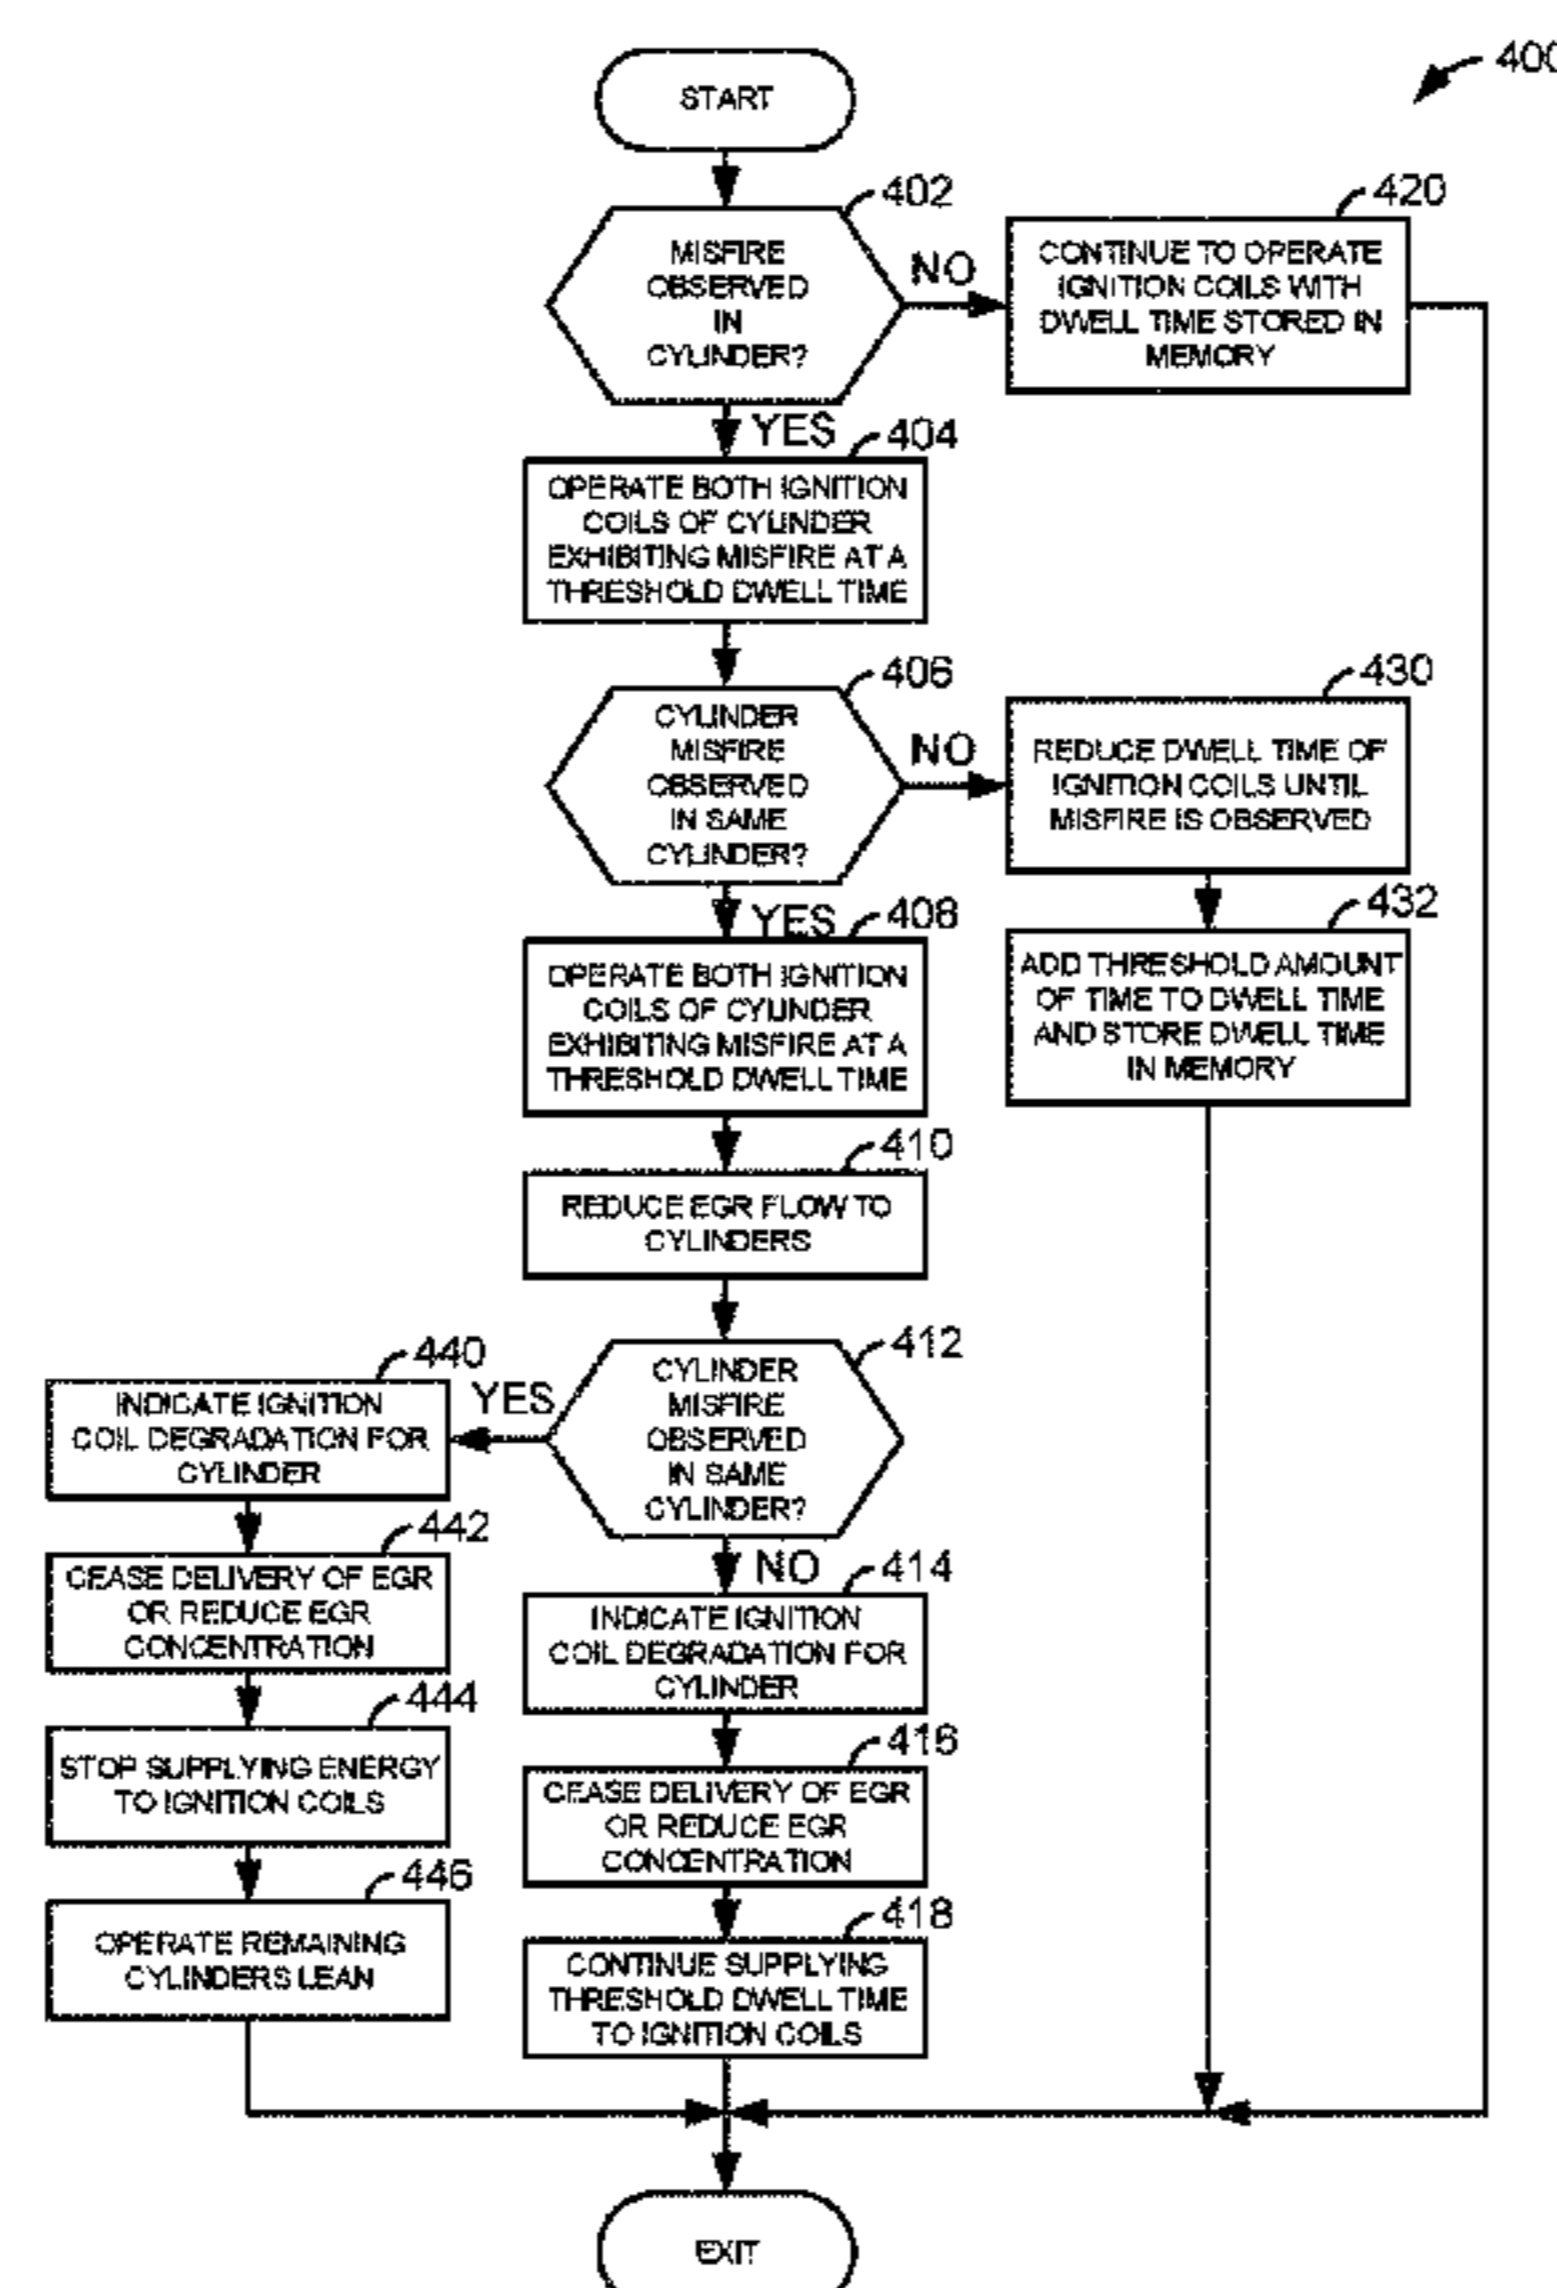 400
START
402
MISFIRE
OBSERVED
IN
CYLINDER?
NO
420
CONTINUE TO OPERATE
IGNITION COILS WITH
DWELL TIME STORED IN
MEMORY
YES
404
OPERATE BOTH IGNITION
COILS OF CYLINDER
EXHIBITING MISFIRE AT A
THRESHOLD DWELL TIME
406
CYLINDER
MISFIRE
OBSERVED
IN SAME
CYLINDER?
NO
430
REDUCE DWELL TIME OF
IGNITION COILS UNTIL
MISFIRE IS OBSERVED
432
ADD THRESHOLD AMOUNT
OF TIME TO DWELL TIME
AND STORE DWELL TIME
IN MEMORY
YES
408
OPERATE BOTH IGNITION
COILS OF CYLINDER
EXHIBITING MISFIRE AT A
THRESHOLD DWELL TIME
410
REDUCE EGR FLOW TO
CYLINDERS
412
CYLINDER
MISFIRE
OBSERVED
IN SAME
CYLINDER?
YES
440
INDICATE IGNITION
COIL DEGRADATION FOR
CYLINDER
442
CEASE DELIVERY OF EGR
OR REDUCE EGR
CONCENTRATION
444
STOP SUPPLYING ENERGY
TO IGNITION COILS
446
OPERATE REMAINING
CYLINDERS LEAN
NO
414
INDICATE IGNITION
COIL DEGRADATION FOR
CYLINDER
416
CEASE DELIVERY OF EGR
OR REDUCE EGR
CONCENTRATION
418
CONTINUE SUPPLYING
THRESHOLD DWELL TIME
TO IGNITION COILS
EXIT